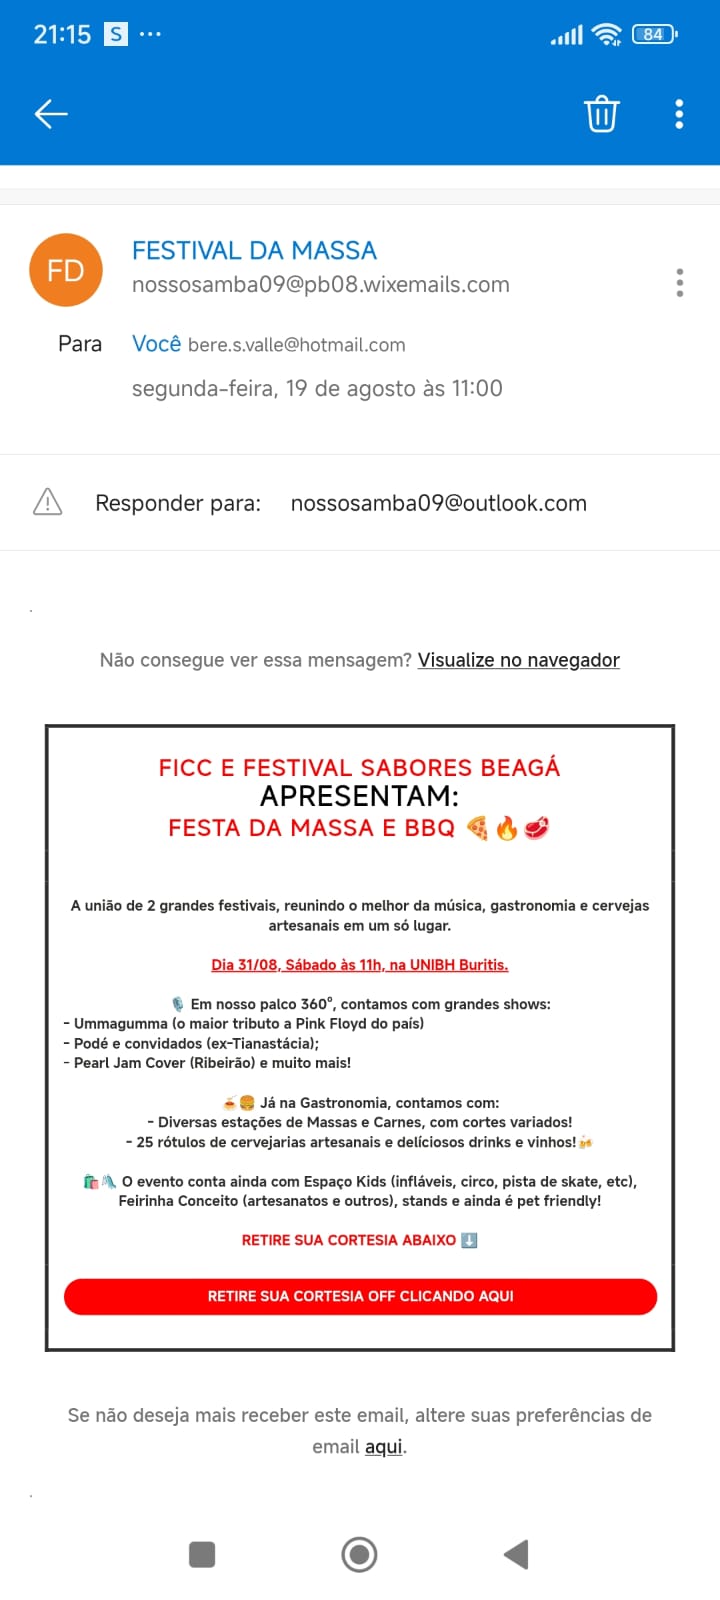 21:15 S ...
84
FD
FESTIVAL DA MASSA
nossosamba09@pb08.wixemails.com
Para Você bere.s.valle@hotmail.com
segunda-feira, 19 de agosto às 11:00
Responder para: nossosamba09@outlook.com
.
Não consegue ver essa mensagem? Visualize no navegador
FICC E FESTIVAL SABORES BEAGÁ
APRESENTAM:
FESTA DA MASSA E BBQ 🍕🔥🥩
A união de 2 grandes festivais, reunindo o melhor da música, gastronomia e cervejas
artesanais em um só lugar.
Dia 31/08, Sábado às 11h, na UNIBH Buritis.
🎙️ Em nosso palco 360°, contamos com grandes shows:
- Ummagumma (o maior tributo a Pink Floyd do país)
- Podé e convidados (ex-Tianastácia);
- Pearl Jam Cover (Ribeirão) e muito mais!
🍝🍔 Já na Gastronomia, contamos com:
- Diversas estações de Massas e Carnes, com cortes variados!
- 25 rótulos de cervejarias artesanais e delíciosos drinks e vinhos!🍻
🛍️🛝 O evento conta ainda com Espaço Kids (infláveis, circo, pista de skate, etc),
Feirinha Conceito (artesanatos e outros), stands e ainda é pet friendly!
RETIRE SUA CORTESIA ABAIXO ⬇️
RETIRE SUA CORTESIA OFF CLICANDO AQUI
Se não deseja mais receber este email, altere suas preferências de
email aqui.
.